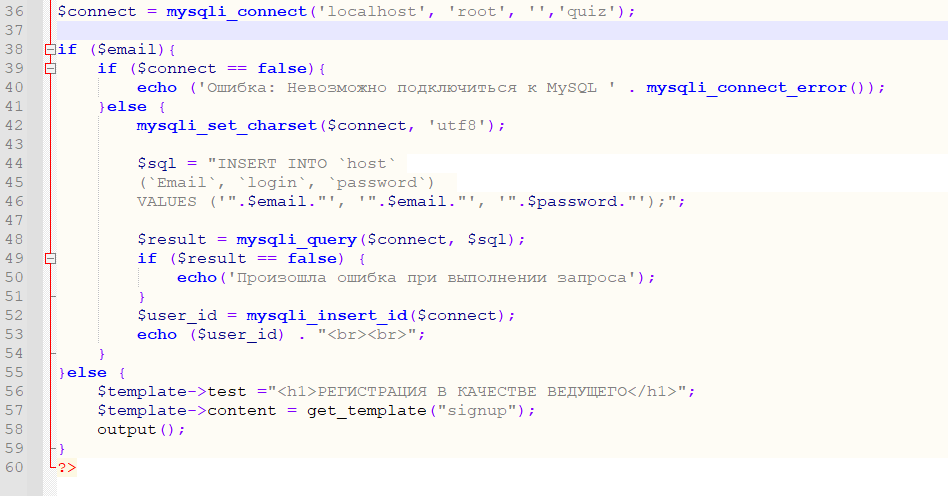 36 $connect = mysqli_connect('localhost', 'root', '','quiz');
37
38 if ($email){
39 if ($connect == false){
40 echo ('Ошибка: Невозможно подключиться к MySQL ' . mysqli_connect_error());
41 }else {
42 mysqli_set_charset($connect, 'utf8');
43
44 $sql = "INSERT INTO `host`
45 (`Email`, `login`, `password`)
46 VALUES ('".$email."', '".$email."', '".$password."');";
47
48 $result = mysqli_query($connect, $sql);
49 if ($result == false) {
50 echo('Произошла ошибка при выполнении запроса');
51 }
52 $user_id = mysqli_insert_id($connect);
53 echo ($user_id) . "<br><br>";
54 }
55 }else {
56 $template->test ="<h1>РЕГИСТРАЦИЯ В КАЧЕСТВЕ ВЕДУЩЕГО</h1>";
57 $template->content = get_template("signup");
58 output();
59 }
60 ?>